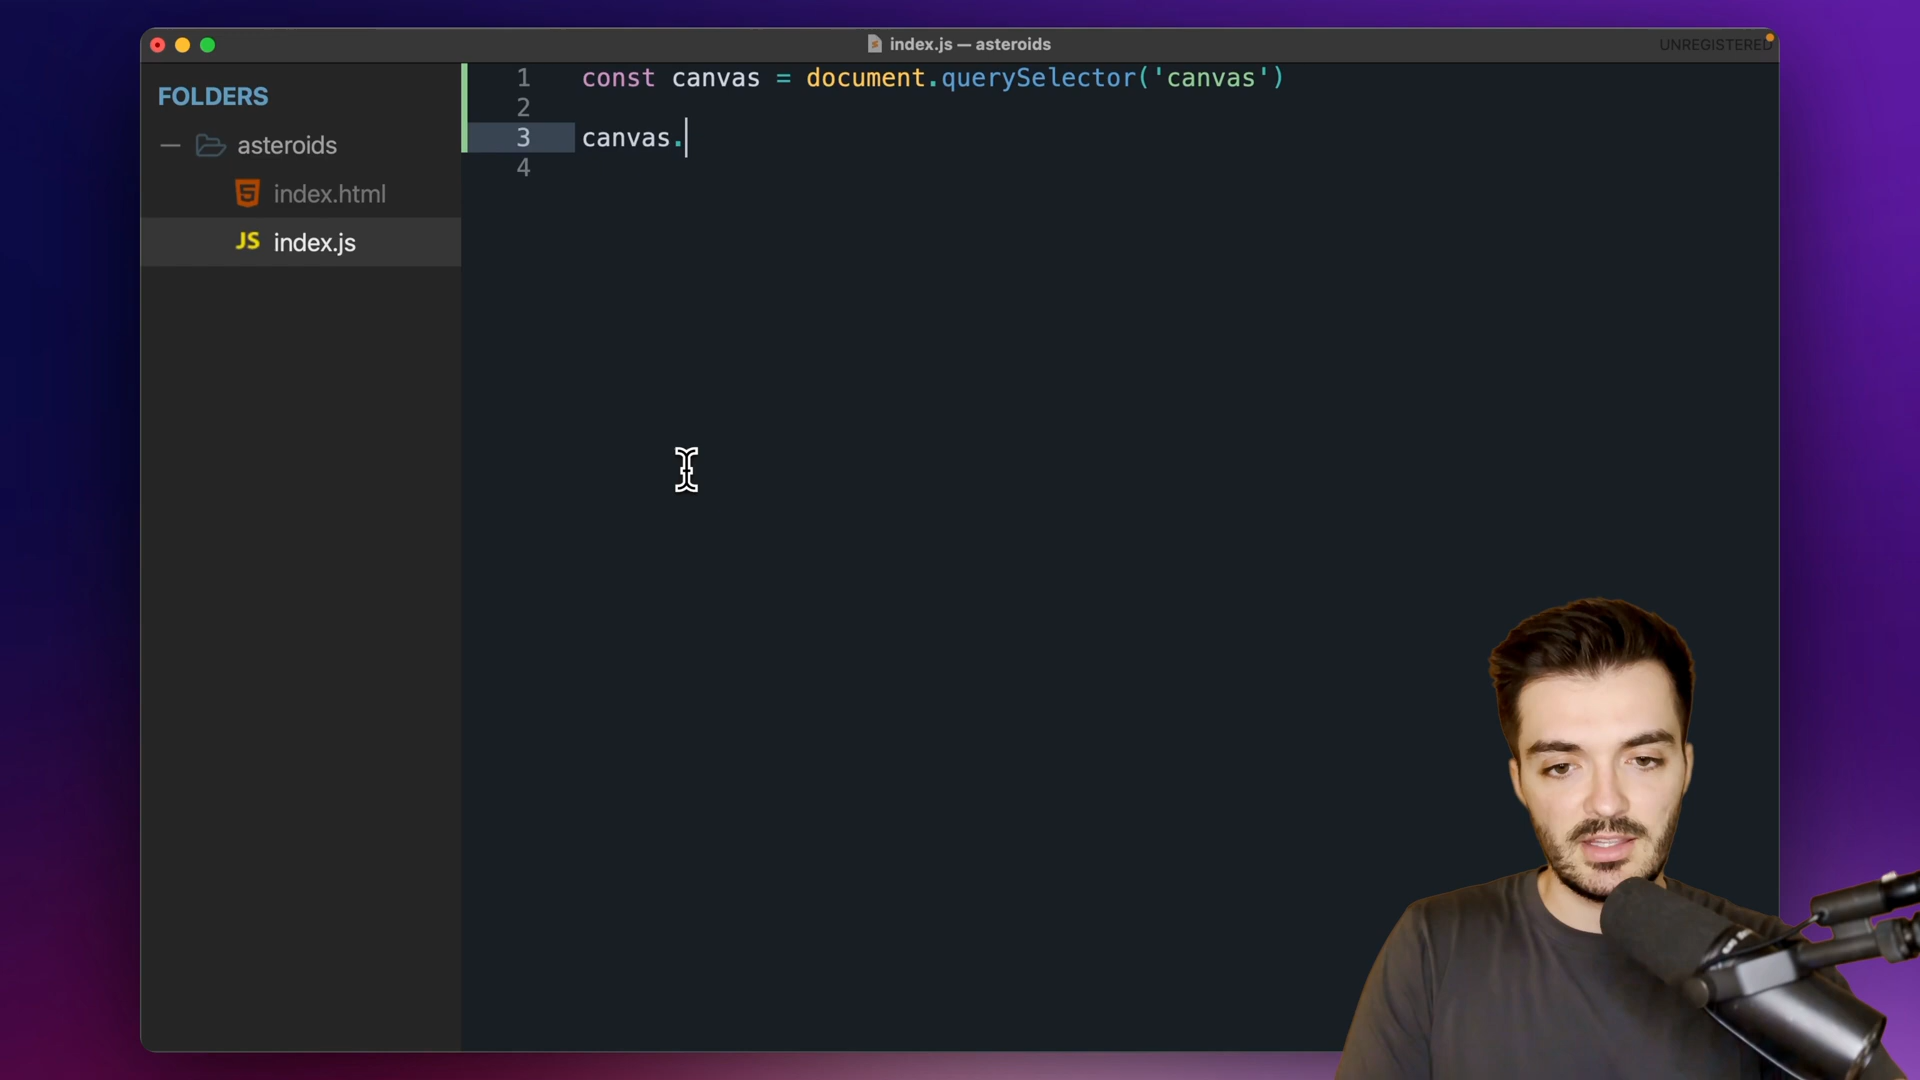 index.js — asteroids
UNREGISTERED
FOLDERS
asteroids
index.html
JS index.js
1 const canvas = document.querySelector('canvas')
2
3 canvas.
4